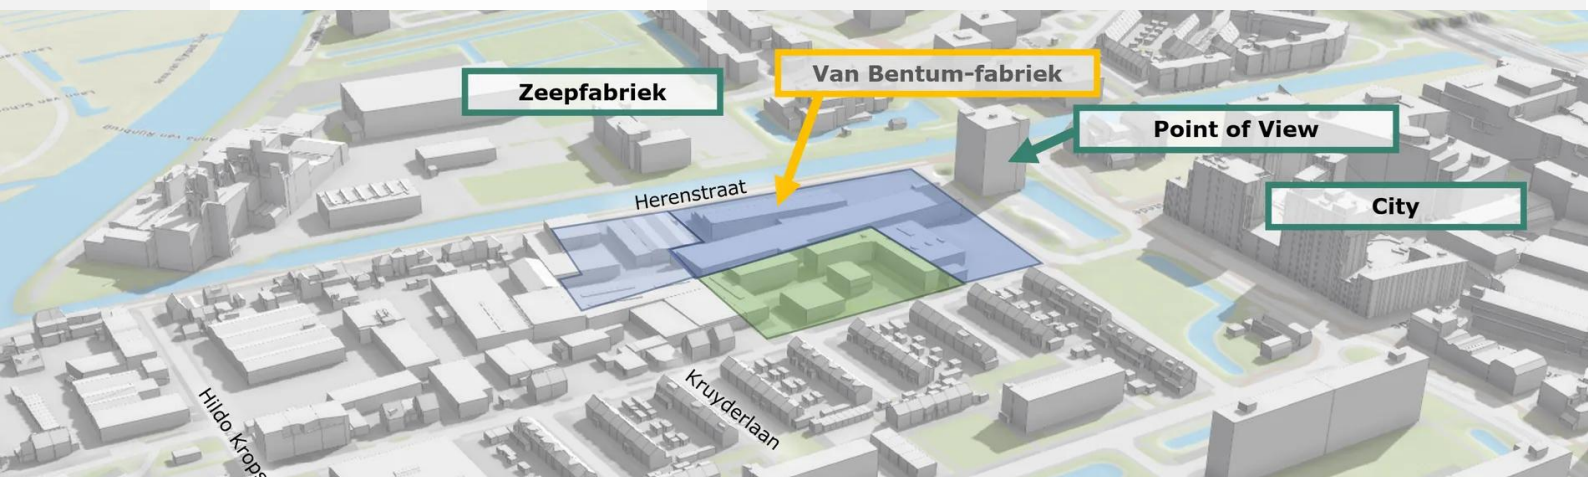 Van Bentum-fabriek
Zeepfabriek
Point of View
Herenstraat
City
Kruyderlaan
Hildo Krops